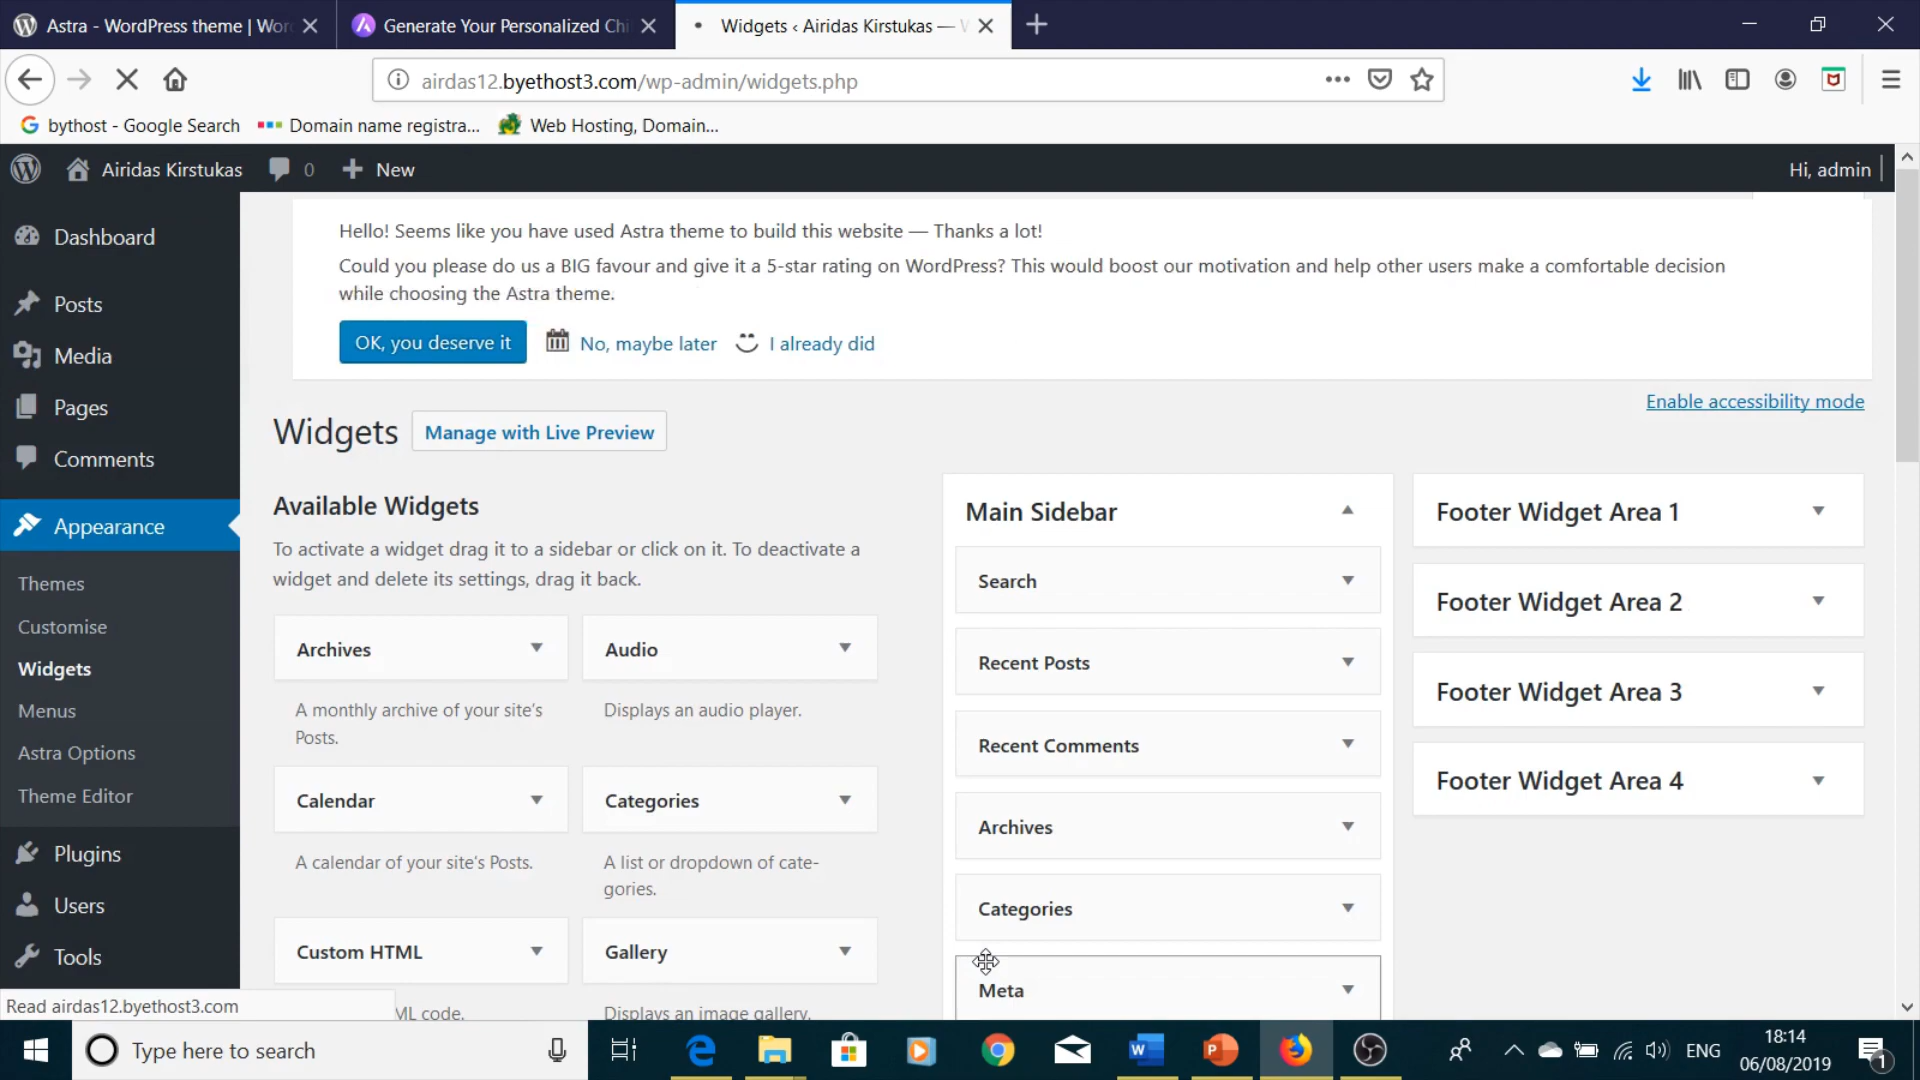 Astra - WordPress theme | Wor
Generate Your Personalized Chi
Widgets ‹ Airidas Kirstukas — W
airdas12.byethost3.com/wp-admin/widgets.php
bythost - Google Search
Domain name registra...
Web Hosting, Domain...
Airidas Kirstukas
0
New
Hi, admin
Dashboard
Posts
Media
Pages
Comments
Appearance
Themes
Customise
Widgets
Menus
Astra Options
Theme Editor
Plugins
Users
Tools
Hello! Seems like you have used Astra theme to build this website — Thanks a lot!
Could you please do us a BIG favour and give it a 5-star rating on WordPress? This would boost our motivation and help other users make a comfortable decision
while choosing the Astra theme.
OK, you deserve it
No, maybe later
I already did
Enable accessibility mode
Widgets
Manage with Live Preview
Available Widgets
To activate a widget drag it to a sidebar or click on it. To deactivate a
widget and delete its settings, drag it back.
Archives
A monthly archive of your site's
Posts.
Audio
Displays an audio player.
Calendar
A calendar of your site's Posts.
Categories
A list or dropdown of cate-
gories.
Custom HTML
ML code.
Gallery
Displays an image gallery.
Main Sidebar
Search
Recent Posts
Recent Comments
Archives
Categories
Meta
Footer Widget Area 1
Footer Widget Area 2
Footer Widget Area 3
Footer Widget Area 4
Read airdas12.byethost3.com
Type here to search
ENG
18:14
06/08/2019
1